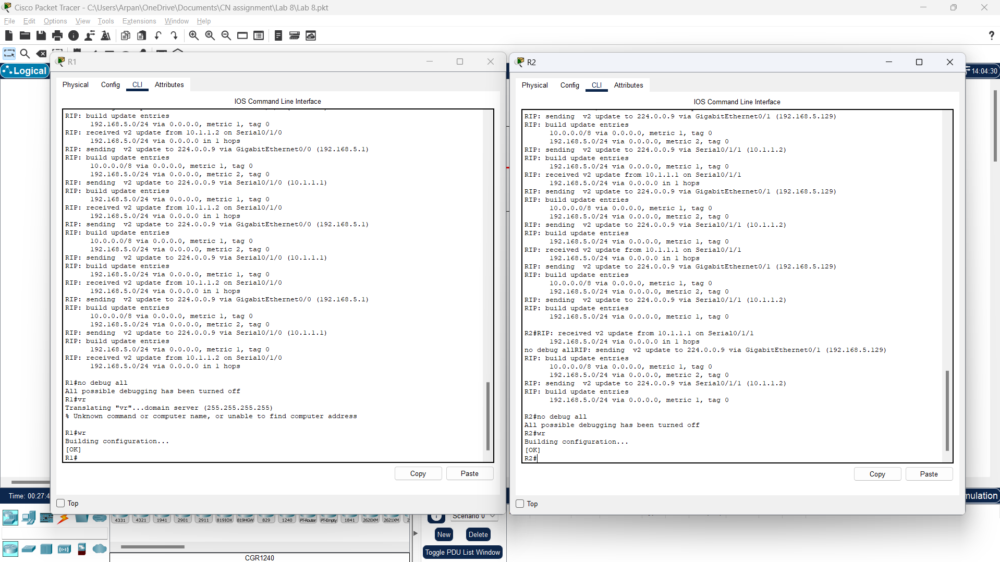 Cisco Packet Tracer - C:\Users\Arpan\OneDrive\Documents\CN assignment\Lab 8\Lab 8.pkt
File Edit Options View Tools Extensions Window Help
Logical
14:04:30
R1
Physical Config CLI Attributes
IOS Command Line Interface
RIP: build update entries
192.168.5.0/24 via 0.0.0.0, metric 1, tag 0
RIP: received v2 update from 10.1.1.2 on Serial0/1/0
192.168.5.0/24 via 0.0.0.0 in 1 hops
RIP: sending v2 update to 224.0.0.9 via GigabitEthernet0/0 (192.168.5.1)
RIP: build update entries
10.0.0.0/8 via 0.0.0.0, metric 1, tag 0
192.168.5.0/24 via 0.0.0.0, metric 2, tag 0
RIP: sending v2 update to 224.0.0.9 via Serial0/1/0 (10.1.1.1)
RIP: build update entries
192.168.5.0/24 via 0.0.0.0, metric 1, tag 0
RIP: received v2 update from 10.1.1.2 on Serial0/1/0
192.168.5.0/24 via 0.0.0.0 in 1 hops
RIP: sending v2 update to 224.0.0.9 via GigabitEthernet0/0 (192.168.5.1)
RIP: build update entries
10.0.0.0/8 via 0.0.0.0, metric 1, tag 0
192.168.5.0/24 via 0.0.0.0, metric 2, tag 0
RIP: sending v2 update to 224.0.0.9 via Serial0/1/0 (10.1.1.1)
RIP: build update entries
192.168.5.0/24 via 0.0.0.0, metric 1, tag 0
RIP: received v2 update from 10.1.1.2 on Serial0/1/0
192.168.5.0/24 via 0.0.0.0 in 1 hops
RIP: sending v2 update to 224.0.0.9 via GigabitEthernet0/0 (192.168.5.1)
RIP: build update entries
10.0.0.0/8 via 0.0.0.0, metric 1, tag 0
192.168.5.0/24 via 0.0.0.0, metric 2, tag 0
RIP: sending v2 update to 224.0.0.9 via Serial0/1/0 (10.1.1.1)
RIP: build update entries
192.168.5.0/24 via 0.0.0.0, metric 1, tag 0
RIP: received v2 update from 10.1.1.2 on Serial0/1/0
192.168.5.0/24 via 0.0.0.0 in 1 hops
R1#no debug all
All possible debugging has been turned off
R1#vr
Translating "vr"...domain server (255.255.255.255)
% Unknown command or computer name, or unable to find computer address
R1#wr
Building configuration...
[OK]
R1#
Copy Paste
Top
R2
Physical Config CLI Attributes
IOS Command Line Interface
RIP: sending v2 update to 224.0.0.9 via GigabitEthernet0/1 (192.168.5.129)
RIP: build update entries
10.0.0.0/8 via 0.0.0.0, metric 1, tag 0
192.168.5.0/24 via 0.0.0.0, metric 2, tag 0
RIP: sending v2 update to 224.0.0.9 via Serial0/1/1 (10.1.1.2)
RIP: build update entries
192.168.5.0/24 via 0.0.0.0, metric 1, tag 0
RIP: received v2 update from 10.1.1.1 on Serial0/1/1
192.168.5.0/24 via 0.0.0.0 in 1 hops
RIP: sending v2 update to 224.0.0.9 via GigabitEthernet0/1 (192.168.5.129)
RIP: build update entries
10.0.0.0/8 via 0.0.0.0, metric 1, tag 0
192.168.5.0/24 via 0.0.0.0, metric 2, tag 0
RIP: sending v2 update to 224.0.0.9 via Serial0/1/1 (10.1.1.2)
RIP: build update entries
192.168.5.0/24 via 0.0.0.0, metric 1, tag 0
RIP: received v2 update from 10.1.1.1 on Serial0/1/1
192.168.5.0/24 via 0.0.0.0 in 1 hops
RIP: sending v2 update to 224.0.0.9 via GigabitEthernet0/1 (192.168.5.129)
RIP: build update entries
10.0.0.0/8 via 0.0.0.0, metric 1, tag 0
192.168.5.0/24 via 0.0.0.0, metric 2, tag 0
RIP: sending v2 update to 224.0.0.9 via Serial0/1/1 (10.1.1.2)
RIP: build update entries
192.168.5.0/24 via 0.0.0.0, metric 1, tag 0
R2#RIP: received v2 update from 10.1.1.1 on Serial0/1/1
192.168.5.0/24 via 0.0.0.0 in 1 hops
no debug allRIP: sending v2 update to 224.0.0.9 via GigabitEthernet0/1 (192.168.5.129)
RIP: build update entries
10.0.0.0/8 via 0.0.0.0, metric 1, tag 0
192.168.5.0/24 via 0.0.0.0, metric 2, tag 0
RIP: sending v2 update to 224.0.0.9 via Serial0/1/1 (10.1.1.2)
RIP: build update entries
192.168.5.0/24 via 0.0.0.0, metric 1, tag 0
R2#no debug all
All possible debugging has been turned off
R2#wr
Building configuration...
[OK]
R2#
Copy Paste
Top
Time: 00:27:4
mulation
4331 4321 1941 2901 2911 819IOX 819HGW 829 1240 PT-Router PT-Empty 1841 2620XM 2621XM 2
Scenario 0
New Delete
Toggle PDU List Window
CGR1240